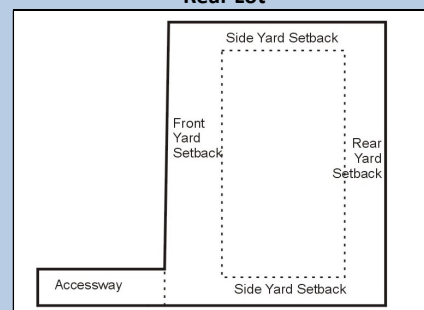 Rear Lot
Side Yard Setback
Front
Yard
Setback
Rear
Yard
Setback
Accessway
Side Yard Setback